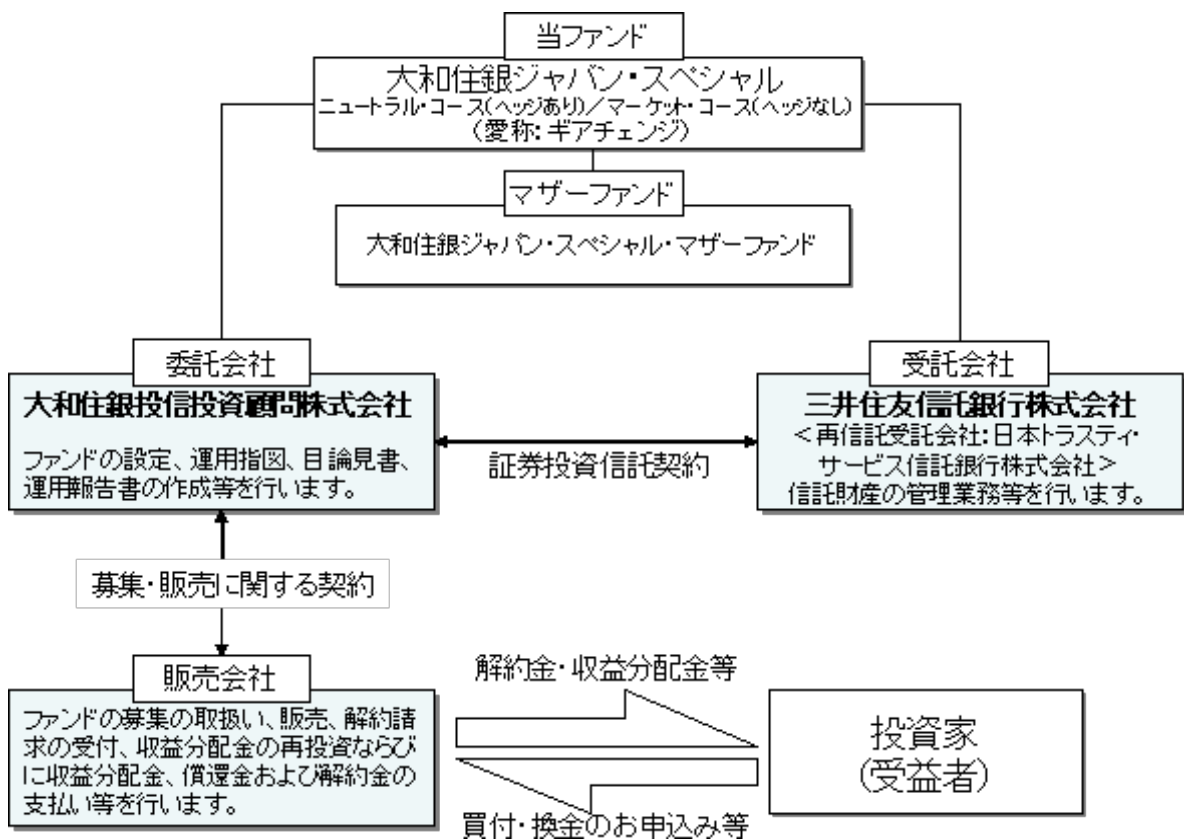 当ファンド
大和住銀ジャパン・スペシャル
ニュートラル・コース(ヘッジあり)／マーケット・コース(ヘッジなし)
(愛称：ギアチェンジ)
マザーファンド
大和住銀ジャパン・スペシャル・マザーファンド
委託会社
大和住銀投信投資顧問株式会社
ファンドの設定、運用指図、目論見書、
運用報告書の作成等を行います。
証券投資信託契約
受託会社
三井住友信託銀行株式会社
＜再信託受託会社：日本トラスティ・
サービス信託銀行株式会社＞
信託財産の管理業務等を行います。
募集・販売に関する契約
販売会社
ファンドの募集の取扱い、販売、解約請
求の受付、収益分配金の再投資ならび
に収益分配金、償還金および解約金の
支払い等を行います。
解約金・収益分配金等
買付・換金のお申込み等
投資家
(受益者)